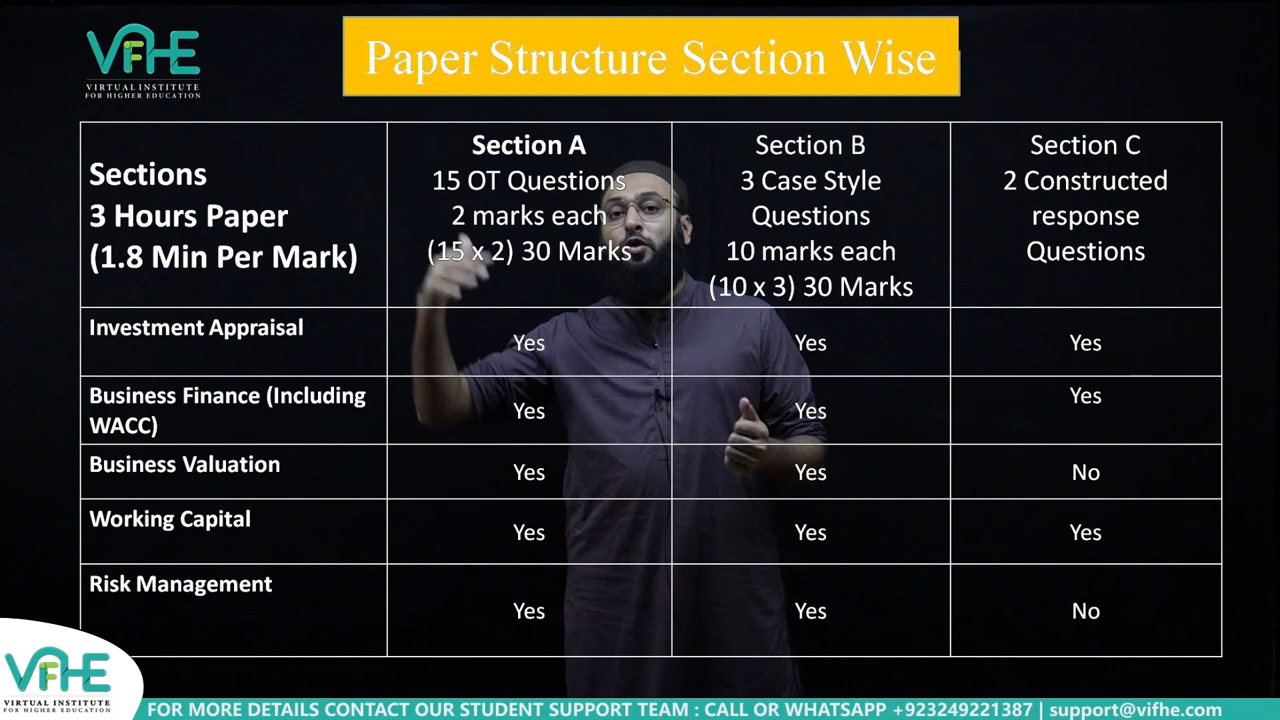 VIFHE
VIRTUAL INSTITUTE
FOR HIGHER EDUCATION
Paper Structure Section Wise
Sections
3 Hours Paper
(1.8 Min Per Mark)
Section A
15 OT Questions
2 marks each
(15 x 2) 30 Marks
Section B
3 Case Style
Questions
10 marks each
(10 x 3) 30 Marks
Section C
2 Constructed
response
Questions
Investment Appraisal
Yes
Yes
Yes
Business Finance (Including
WACC)
Yes
Yes
Yes
Business Valuation
Yes
Yes
No
Working Capital
Yes
Yes
Yes
Risk Management
Yes
Yes
No
VIFHE
VIRTUAL INSTITUTE
FOR HIGHER EDUCATION
FOR MORE DETAILS CONTACT OUR STUDENT SUPPORT TEAM : CALL OR WHATSAPP +923249221387 | support@vifhe.com